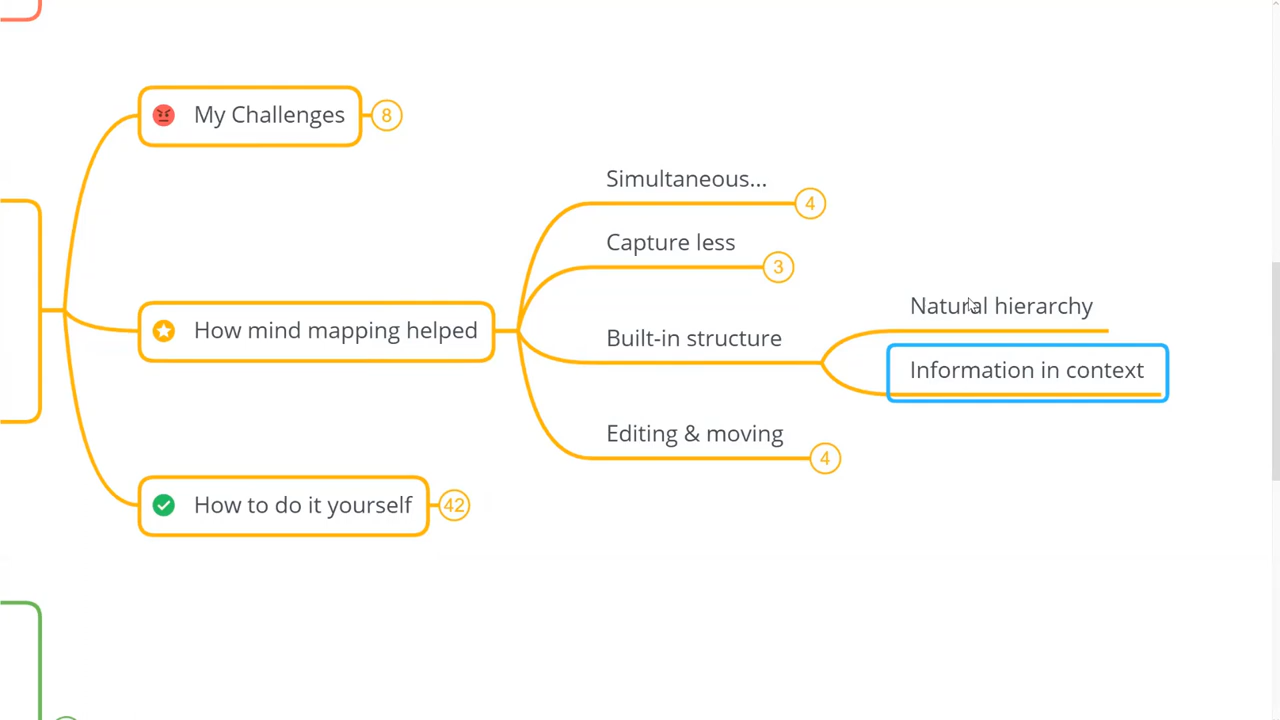 My Challenges
8
How mind mapping helped
Simultaneous...
4
Capture less
3
Built-in structure
Natural hierarchy
Information in context
Editing & moving
4
How to do it yourself
42